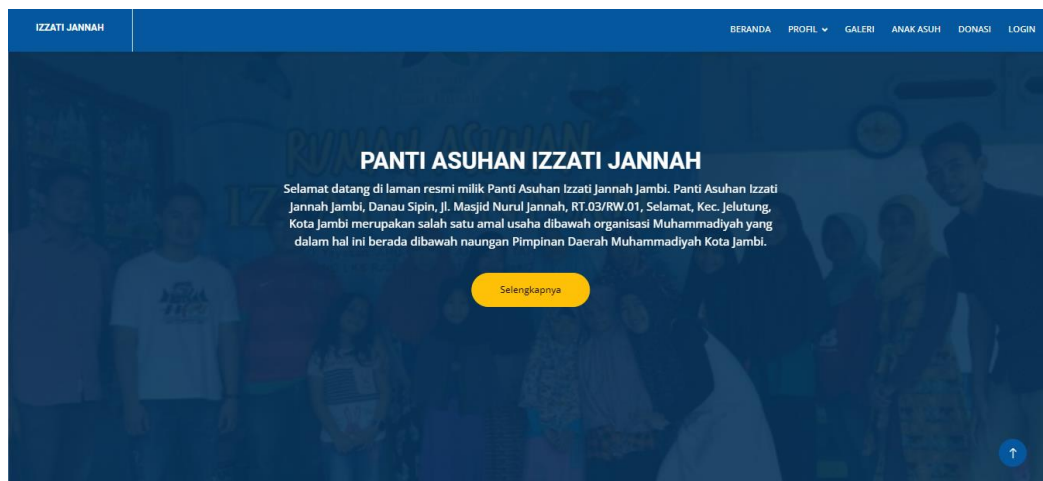 IZZATI JANNAH
BERANDA PROFIL GALERI ANAK ASUH DONASI LOGIN
RUMAH ASUHAN
PANTI ASUHAN IZZATI JANNAH
Selamat datang di laman resmi milik Panti Asuhan Izzati Jannah Jambi. Panti Asuhan Izzati
Jannah Jambi, Danau Sipin, Jl. Masjid Nurul Jannah, RT.03/RW.01, Selamat, Kec. Jelutung,
Kota Jambi merupakan salah satu amal usaha dibawah organisasi Muhammadiyah yang
dalam hal ini berada dibawah naungan Pimpinan Daerah Muhammadiyah Kota Jambi.
Selengkapnya